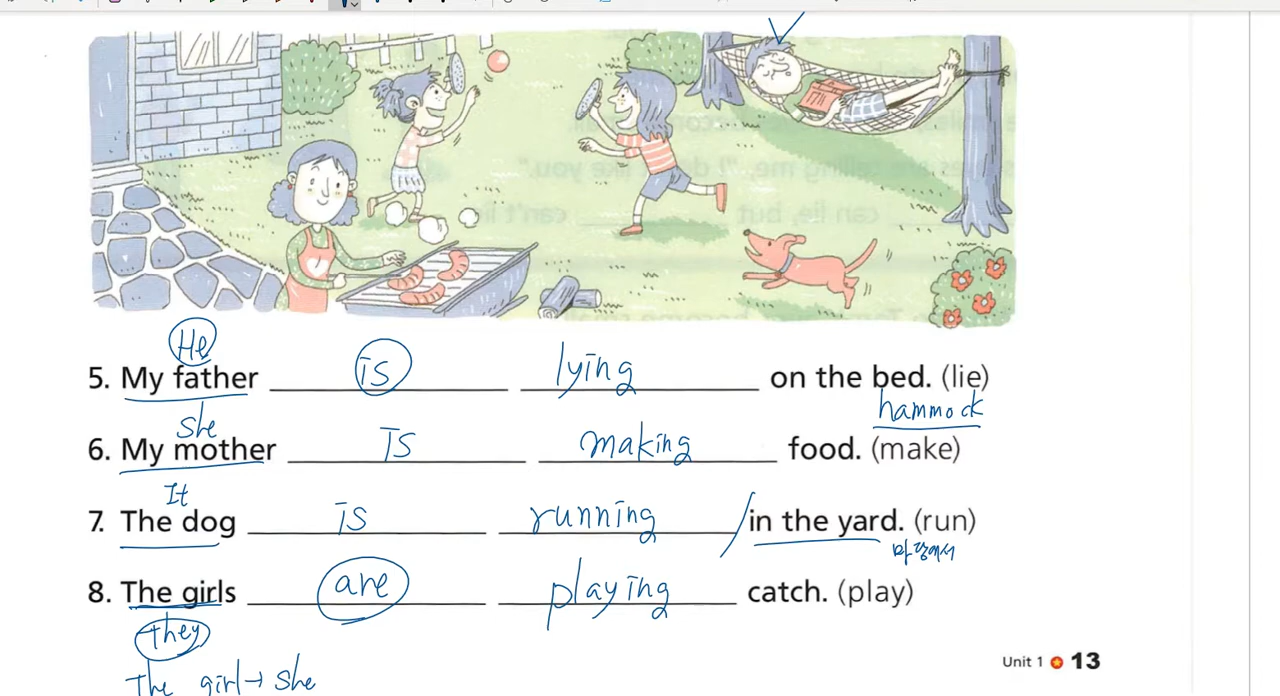 He
5. My father is lying on the bed. (lie)
she hammock
6. My mother is making food. (make)
It
7. The dog is running / in the yard. (run)
마당에서
8. The girls are playing catch. (play)
they
Unit 1 13
The girl → she